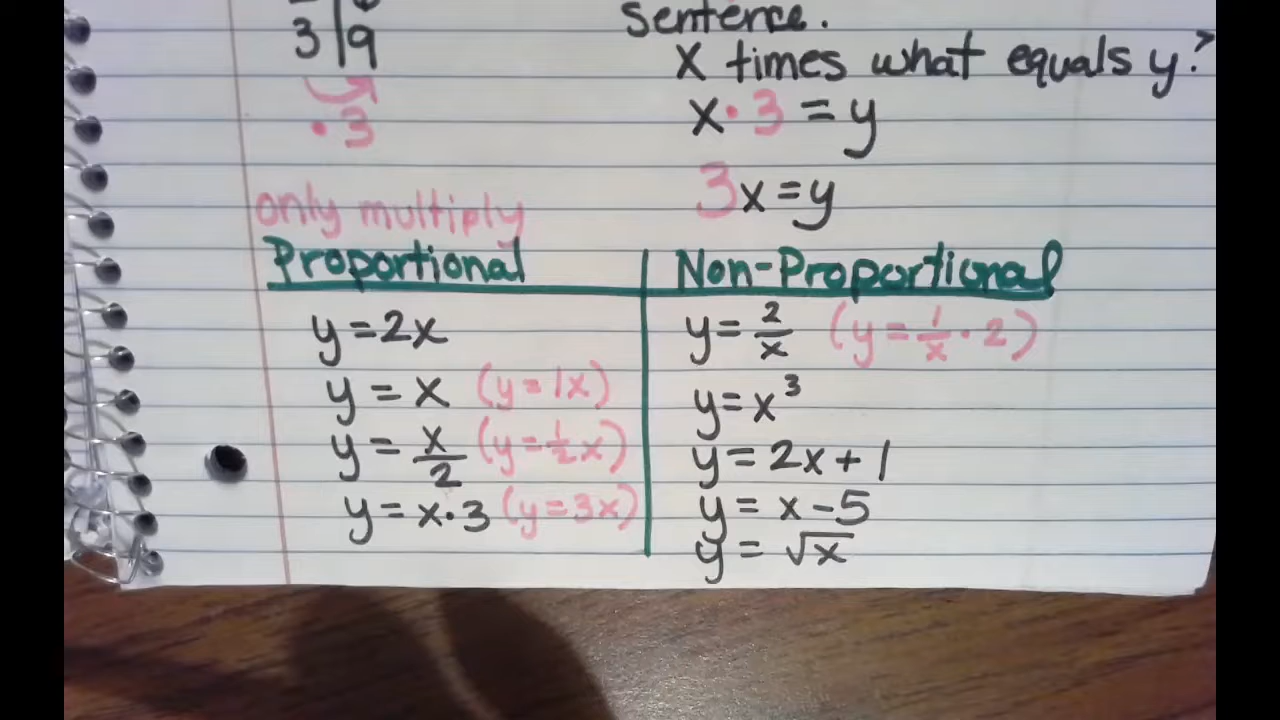 3 | 9
· 3
sentence.
X times what equals y?
x · 3 = y
3x = y
only multiply
Proportional
y = 2x
y = x (y = 1x)
y = x/2 (y = 1/2 x)
y = x · 3 (y = 3x)
Non-Proportional
y = 2/x (y = 1/x · 2)
y = x³
y = 2x + 1
y = x - 5
y = √x